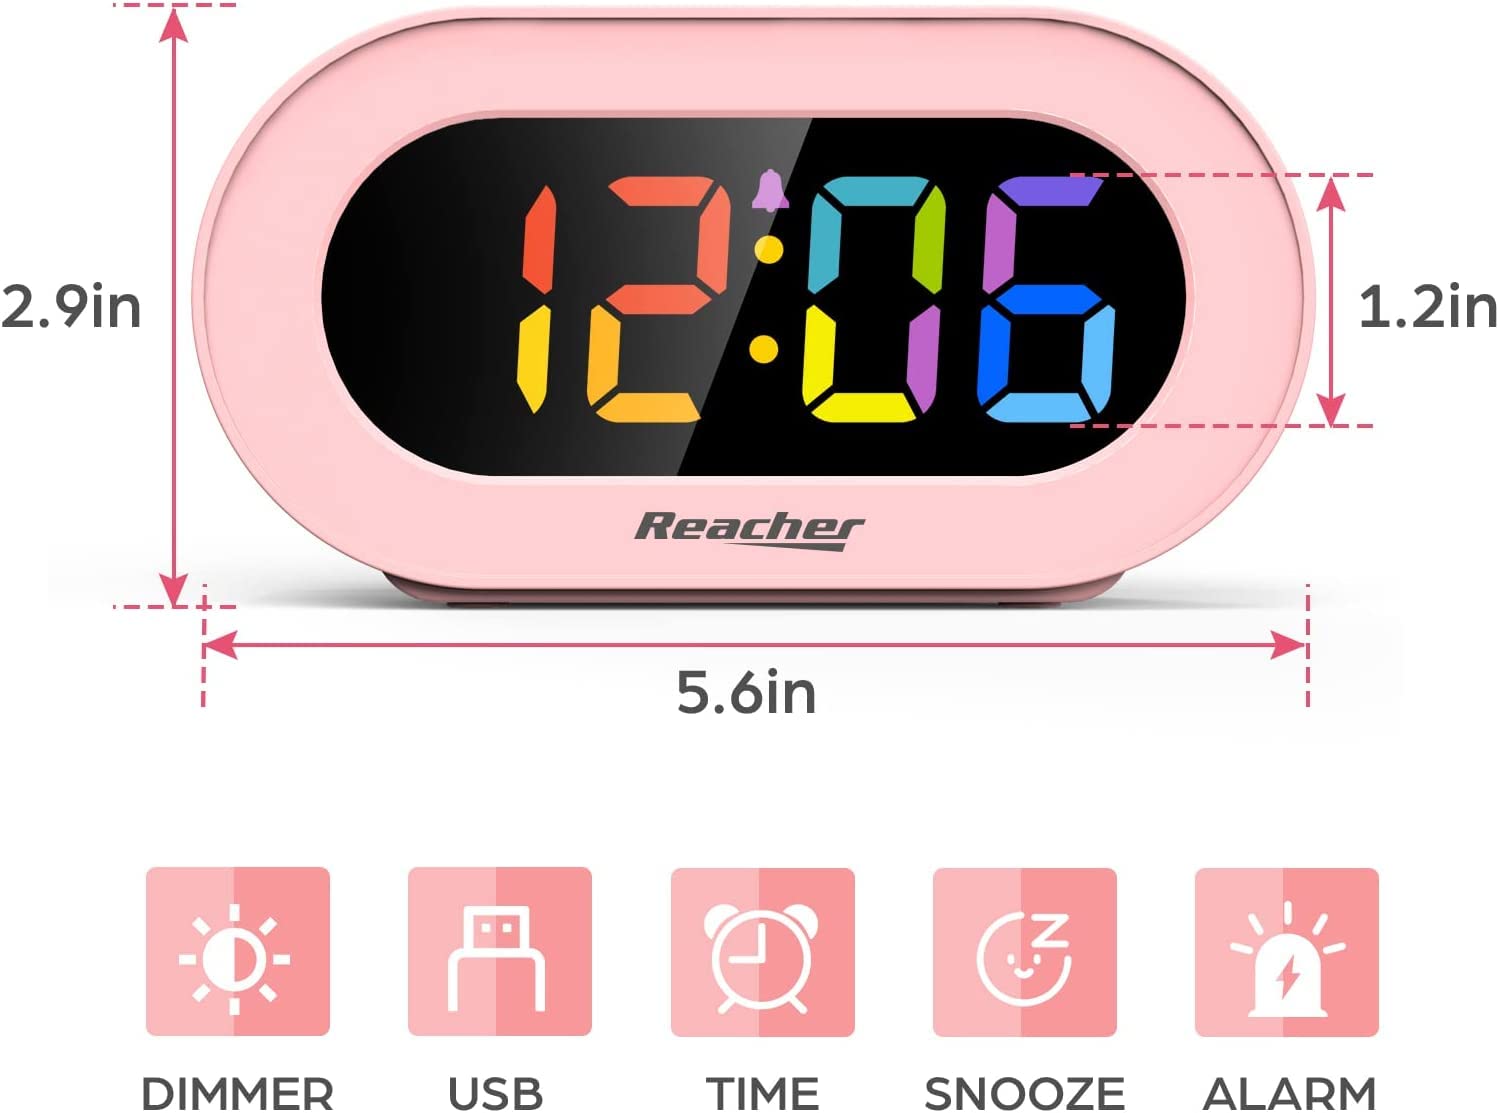 12:06
2.9in
1.2in
Reacher
5.6in
DIMMER
USB
TIME
SNOOZE
ALARM